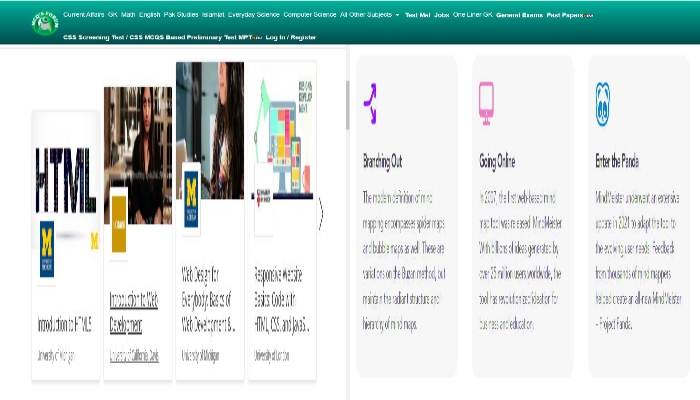 Current Affairs GK Math English Pak Studies Islamiat Everyday Science Computer Science All Other Subjects Test Me! Jobs One Liner GK General Exams Past Papers
CSS Screening Test / CSS MCQS Based Preliminary Test MPT Log In / Register
HTML
Introduction to HTML5
University of Michigan
Introduction to Web
Development
University of California, Davis
Web Design for
Everybody: Basics of
Web Development &...
University of Michigan
Responsive Website
Basics: Code with
HTML, CSS, and JavaS...
University of London
Branching Out
The modern definition of mind
mapping encompasses spider maps
and bubble maps as well. These are
variations on the Buzan method, but
maintain the radiant structure and
hierarchy of mind maps.
Going Online
In 2007, the first web-based mind
map tool was released: MindMeister.
With billions of ideas generated by
over 25 million users worldwide, the
tool has revolutionized ideation for
business and education.
Enter the Panda
MindMeister underwent an extensive
update in 2021 to adapt the tool to
the evolving user needs. Feedback
from thousands of mind mappers
helped create an all-new MindMeister
– Project Panda.